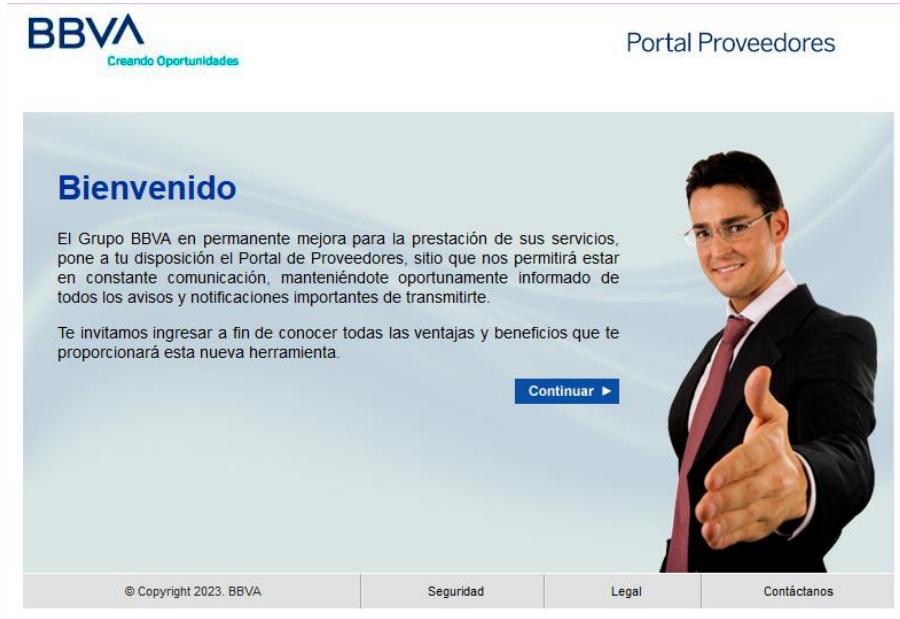 BBVA
Creando Oportunidades
Portal Proveedores
Bienvenido
El Grupo BBVA en permanente mejora para la prestación de sus servicios,
pone a tu disposición el Portal de Proveedores, sitio que nos permitirá estar
en constante comunicación, manteniéndote oportunamente informado de
todos los avisos y notificaciones importantes de transmitirte.
Te invitamos ingresar a fin de conocer todas las ventajas y beneficios que te
proporcionará esta nueva herramienta.
Continuar ►
© Copyright 2023. BBVA
Seguridad
Legal
Contáctanos